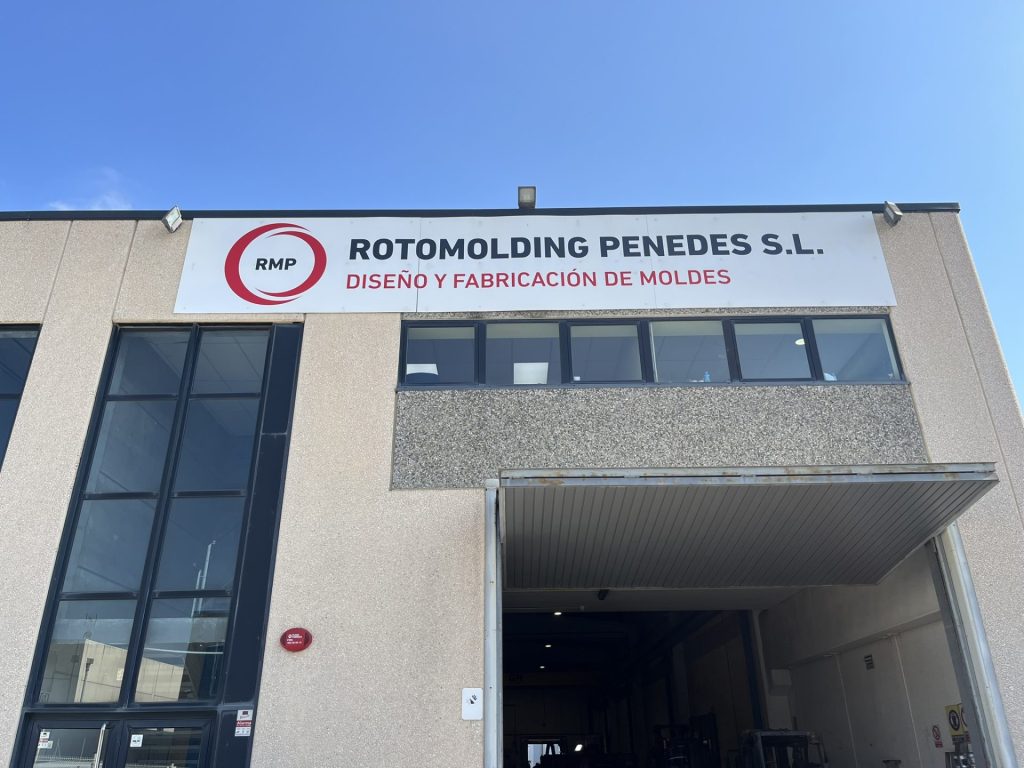 RMP
ROTOMOLDING PENEDES S.L.
DISEÑO Y FABRICACIÓN DE MOLDES